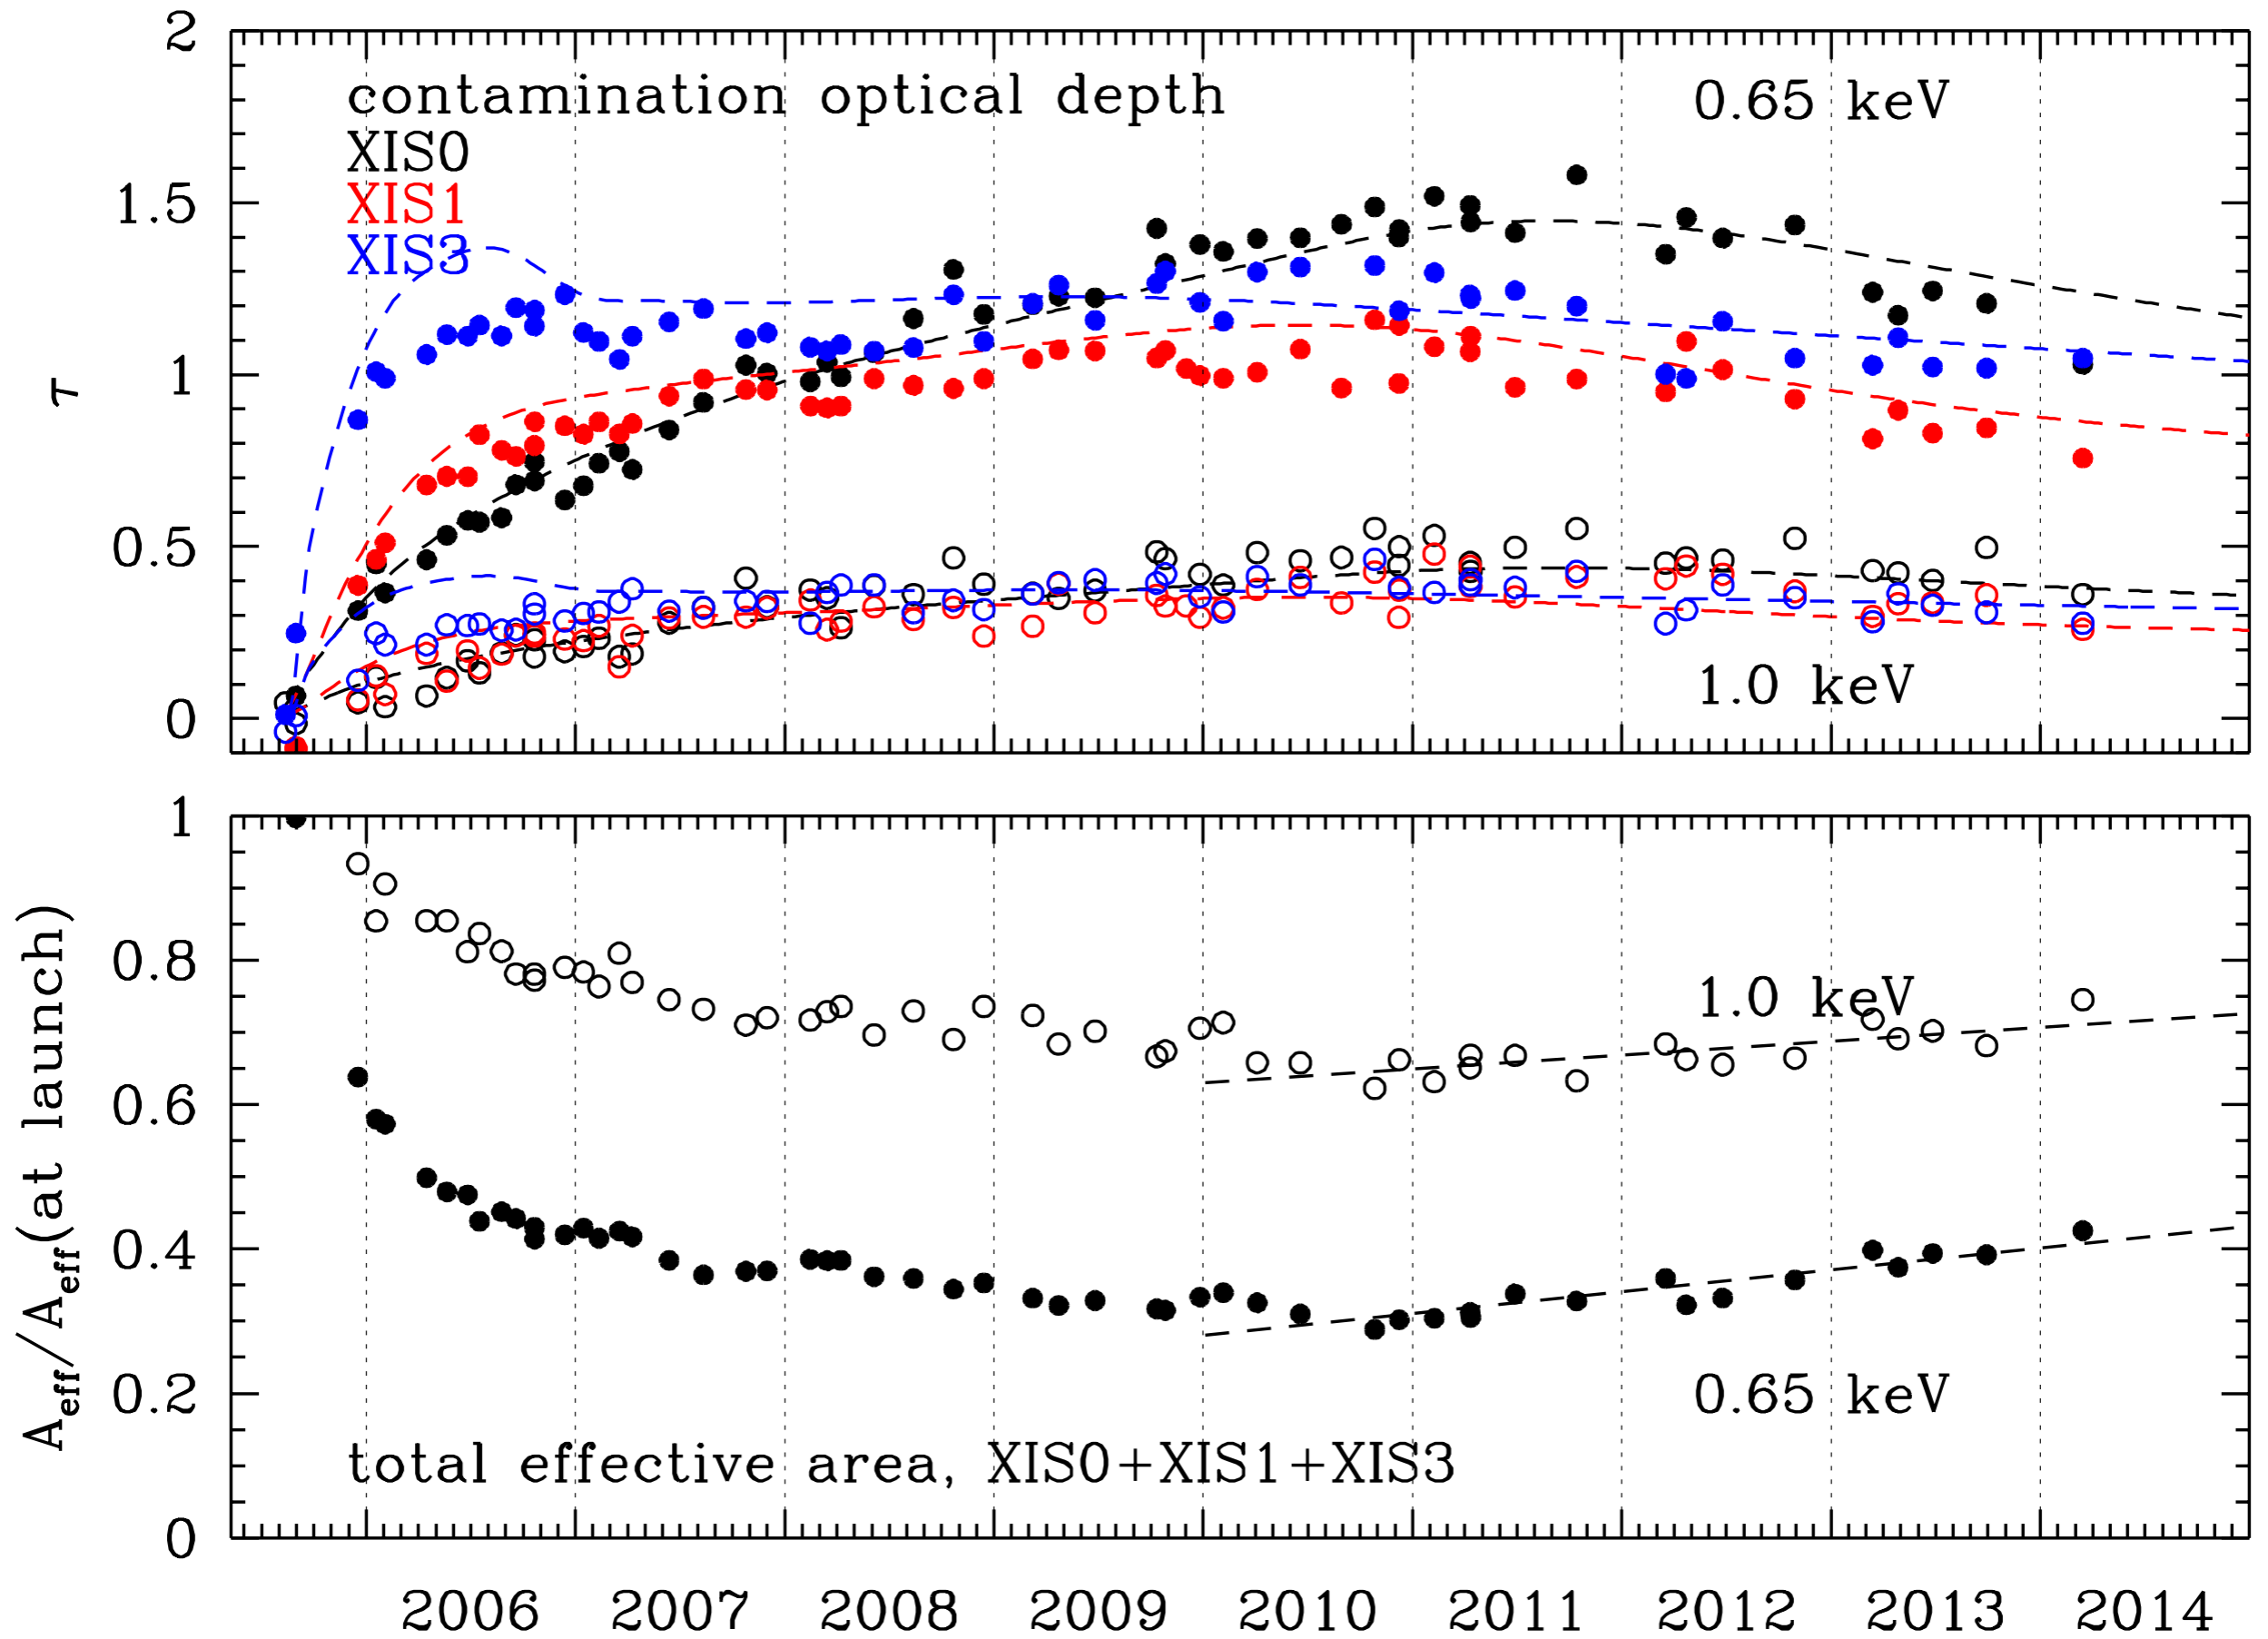 2
contamination optical depth
0.65 keV
XIS0
1.5
XIS1
XIS3
1
τ
0.5
1.0 keV
0
1
0.8
1.0 keV
Aeff/Aeff(at launch)
0.6
0.4
0.2
0.65 keV
total effective area, XIS0+XIS1+XIS3
0
2006 2007 2008 2009 2010 2011 2012 2013 2014